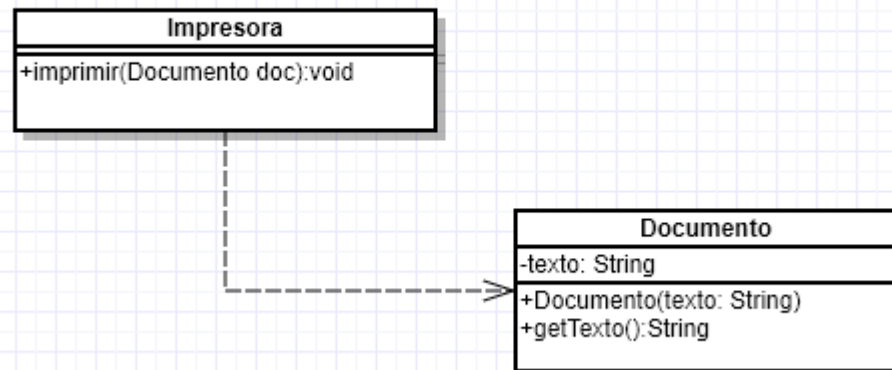 Impresora
+imprimir(Documento doc):void
Documento
-texto: String
+Documento(texto: String)
+getTexto():String